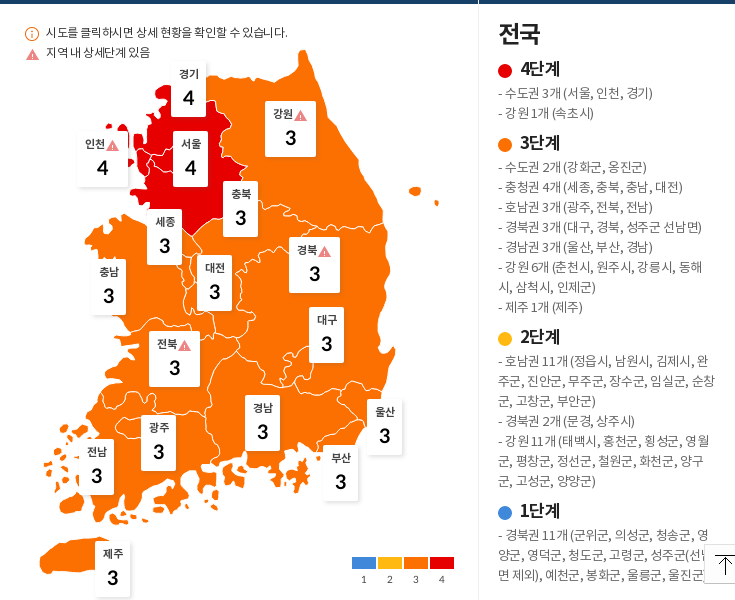 시도를 클릭하시면 상세 현황을 확인할 수 있습니다.
지역 내 상세단계 있음
경기
4
강원
3
인천
4
서울
4
충북
3
세종
3
경북
3
대전
3
충남
3
대구
3
전북
3
경남
3
울산
3
광주
3
전남
3
부산
3
제주
3
1 2 3 4
전국
4단계
- 수도권 3개 (서울, 인천, 경기)
- 강원 1개 (속초시)
3단계
- 수도권 2개 (강화군, 옹진군)
- 충청권 4개 (세종, 충북, 충남, 대전)
- 호남권 3개 (광주, 전북, 전남)
- 경북권 3개 (대구, 경북, 성주군 선남면)
- 경남권 3개 (울산, 부산, 경남)
- 강원 6개 (춘천시, 원주시, 강릉시, 동해
시, 삼척시, 인제군)
- 제주 1개 (제주)
2단계
- 호남권 11개 (정읍시, 남원시, 김제시, 완
주군, 진안군, 무주군, 장수군, 임실군, 순창
군, 고창군, 부안군)
- 경북권 2개 (문경, 상주시)
- 강원 11개 (태백시, 홍천군, 횡성군, 영월
군, 평창군, 정선군, 철원군, 화천군, 양구
군, 고성군, 양양군)
1단계
- 경북권 11개 (군위군, 의성군, 청송군, 영
양군, 영덕군, 청도군, 고령군, 성주군(선남
면 제외), 예천군, 봉화군, 울릉군, 울진군)